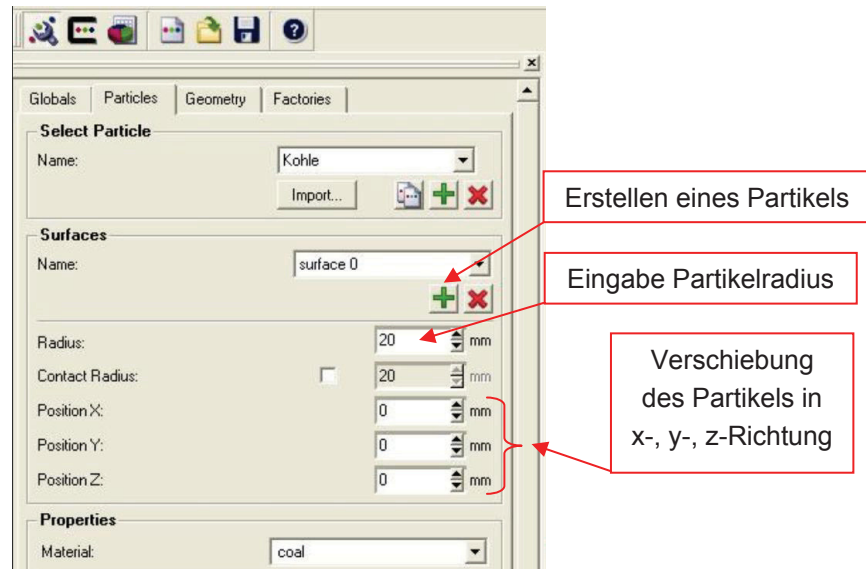 Globals Particles Geometry Factories
Select Particle
Name: Kohle
Import...
Erstellen eines Partikels
Surfaces
Name: surface 0
Eingabe Partikelradius
Radius: 20 mm
Contact Radius: 20 mm
Position X: 0 mm
Position Y: 0 mm
Position Z: 0 mm
Verschiebung
des Partikels in
x-, y-, z-Richtung
Properties
Material: coal